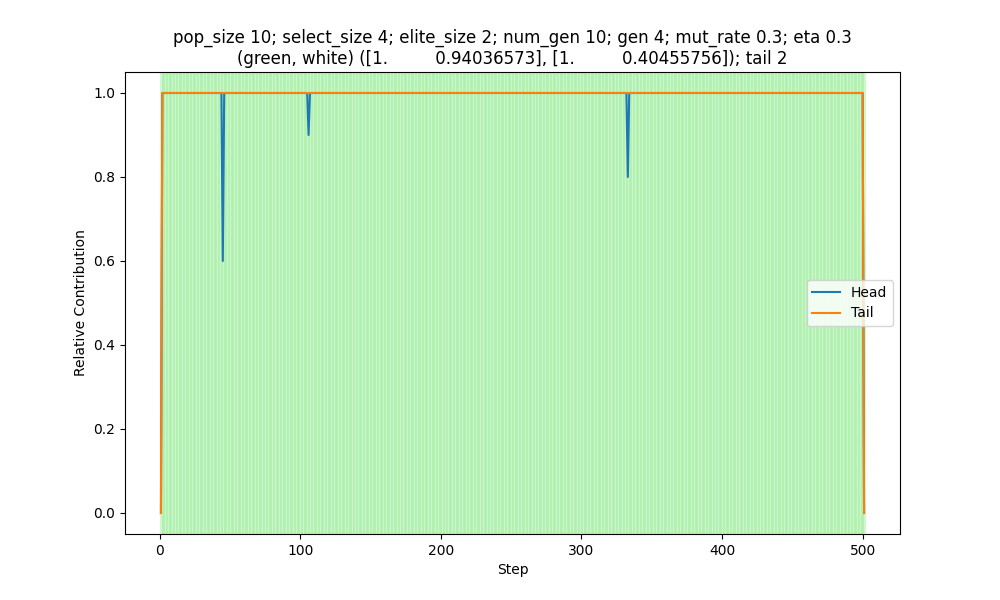 pop_size 10; select_size 4; elite_size 2; num_gen 10; gen 4; mut_rate 0.3; eta 0.3
(green, white) ([1.         0.94036573], [1.         0.40455756]); tail 2
1.0
0.8
0.6
0.4
0.2
0.0
Relative Contribution
Head
Tail
0 100 200 300 400 500
Step